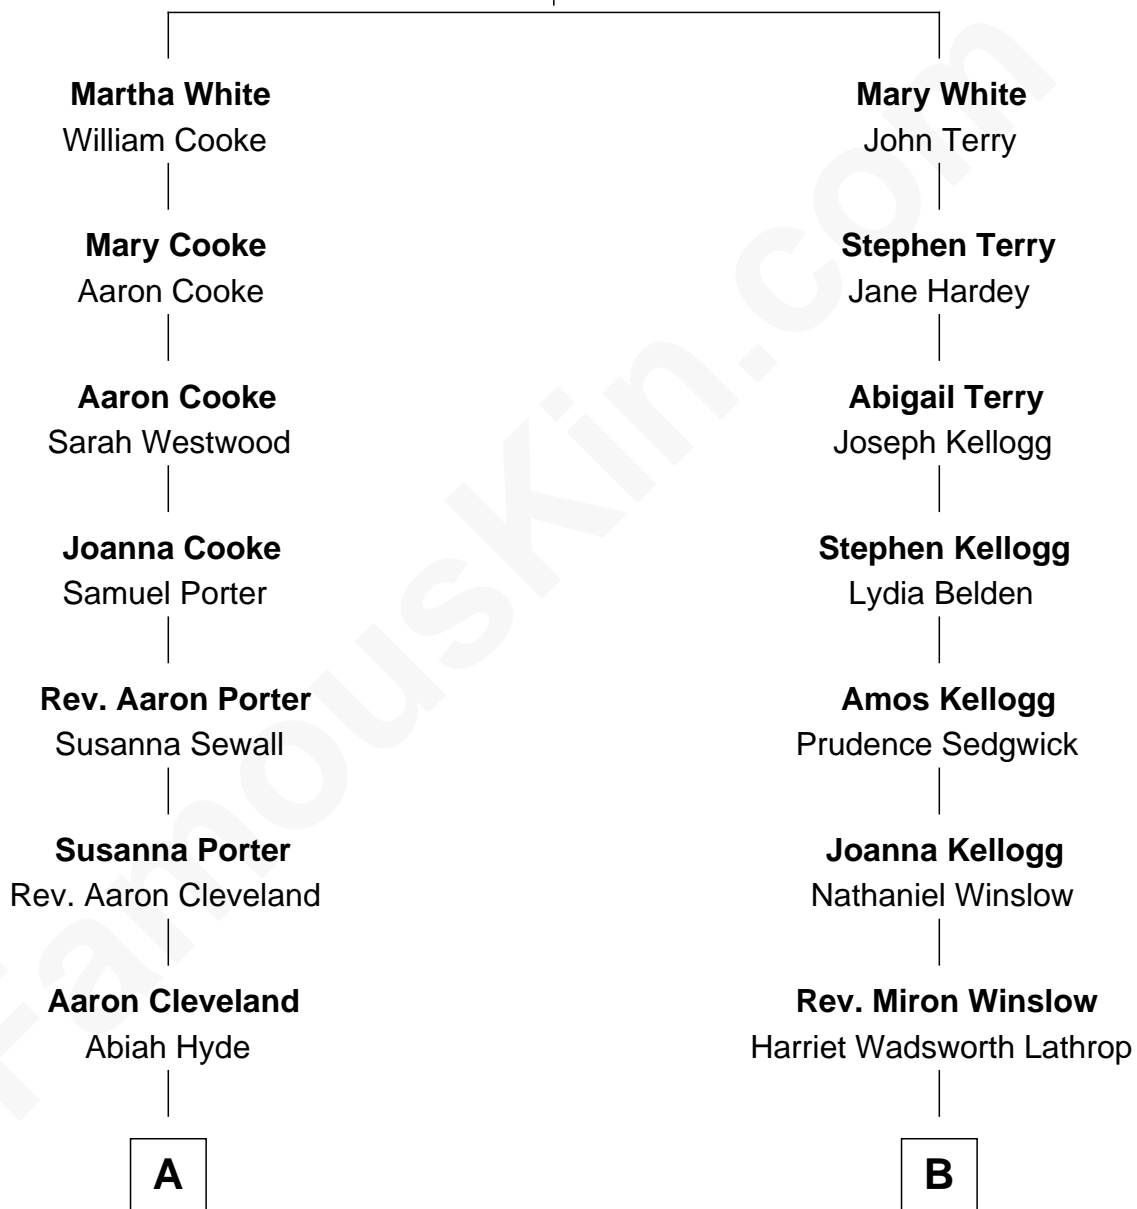 Martha White
William Cooke
Mary Cooke
Aaron Cooke
Aaron Cooke
Sarah Westwood
Joanna Cooke
Samuel Porter
Rev. Aaron Porter
Susanna Sewall
Susanna Porter
Rev. Aaron Cleveland
Aaron Cleveland
Abiah Hyde
A
Mary White
John Terry
Stephen Terry
Jane Hardey
Abigail Terry
Joseph Kellogg
Stephen Kellogg
Lydia Belden
Amos Kellogg
Prudence Sedgwick
Joanna Kellogg
Nathaniel Winslow
Rev. Miron Winslow
Harriet Wadsworth Lathrop
B
FamousKin.com